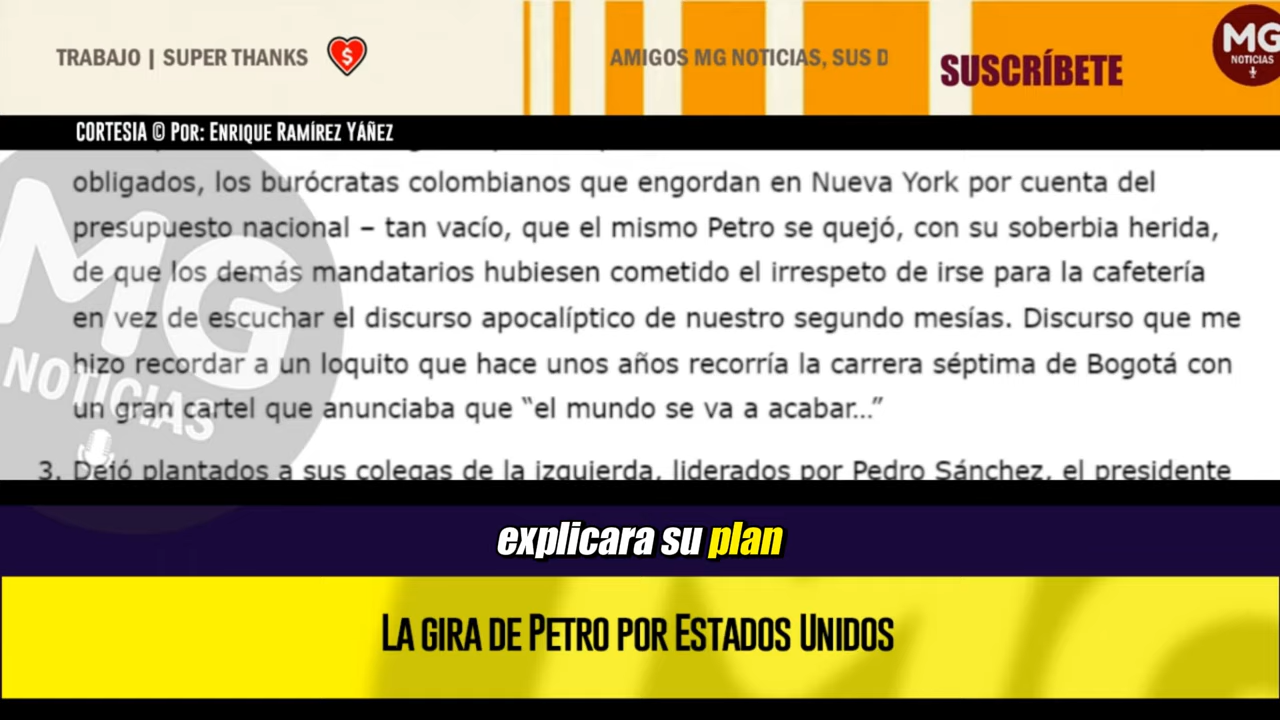 TRABAJO | SUPER THANKS
AMIGOS MG NOTICIAS, SUS D
SUSCRÍBETE
MG
NOTICIAS
CORTESIA © POR: ENRIQUE RAMÍREZ YÁÑEZ
obligados, los burócratas colombianos que engordan en Nueva York por cuenta del
presupuesto nacional – tan vacío, que el mismo Petro se quejó, con su soberbia herida,
de que los demás mandatarios hubiesen cometido el irrespeto de irse para la cafetería
en vez de escuchar el discurso apocalíptico de nuestro segundo mesías. Discurso que me
hizo recordar a un loquito que hace unos años recorría la carrera séptima de Bogotá con
un gran cartel que anunciaba que “el mundo se va a acabar...”
3. Dejó plantados a sus colegas de la izquierda, liderados por Pedro Sánchez, el presidente
MG
NOTICIAS
explicara su plan
LA GIRA DE PETRO POR ESTADOS UNIDOS